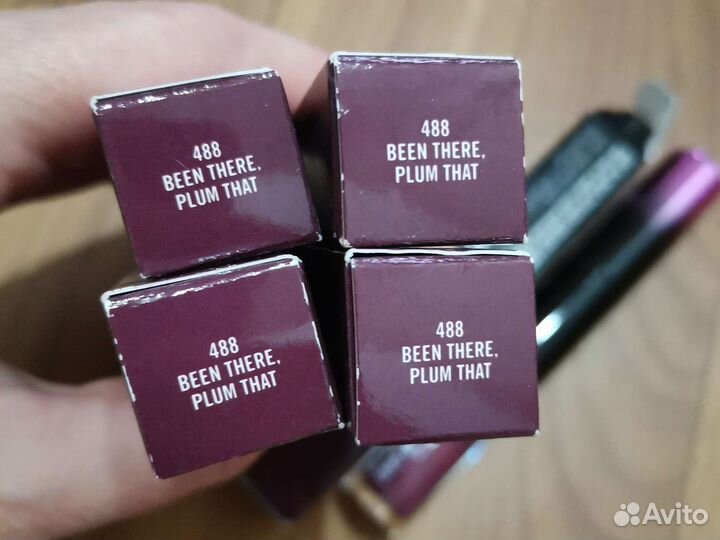 488
BEEN THERE,
PLUM THAT
488
BEEN THERE,
PLUM THAT
488
BEEN THERE,
PLUM THAT
488
BEEN THERE,
PLUM THAT
Avito